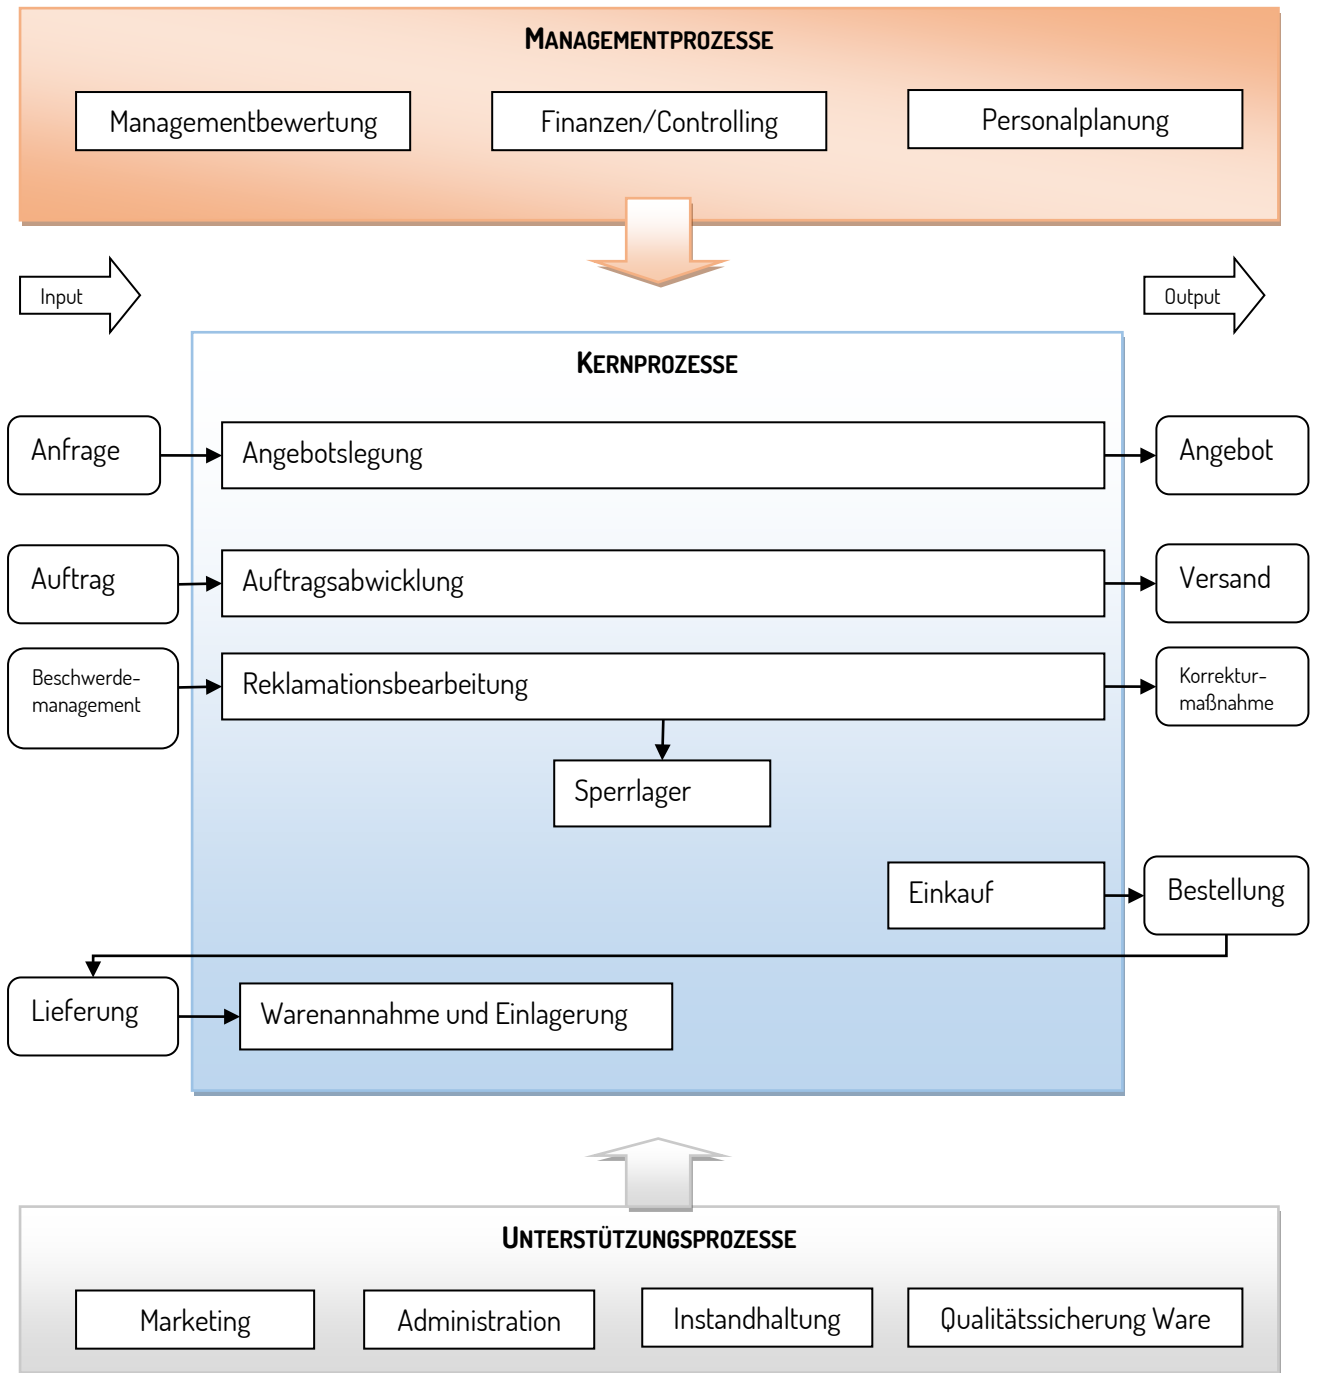 MANAGEMENTPROZESSE
Managementbewertung
Finanzen/Controlling
Personalplanung
Input
Output
KERNPROZESSE
Anfrage
Angebotslegung
Angebot
Auftrag
Auftragsabwicklung
Versand
Beschwerde-
management
Reklamationsbearbeitung
Korrektur-
maßnahme
Sperrlager
Einkauf
Bestellung
Lieferung
Warenannahme und Einlagerung
UNTERSTÜTZUNGSPROZESSE
Marketing
Administration
Instandhaltung
Qualitätssicherung Ware